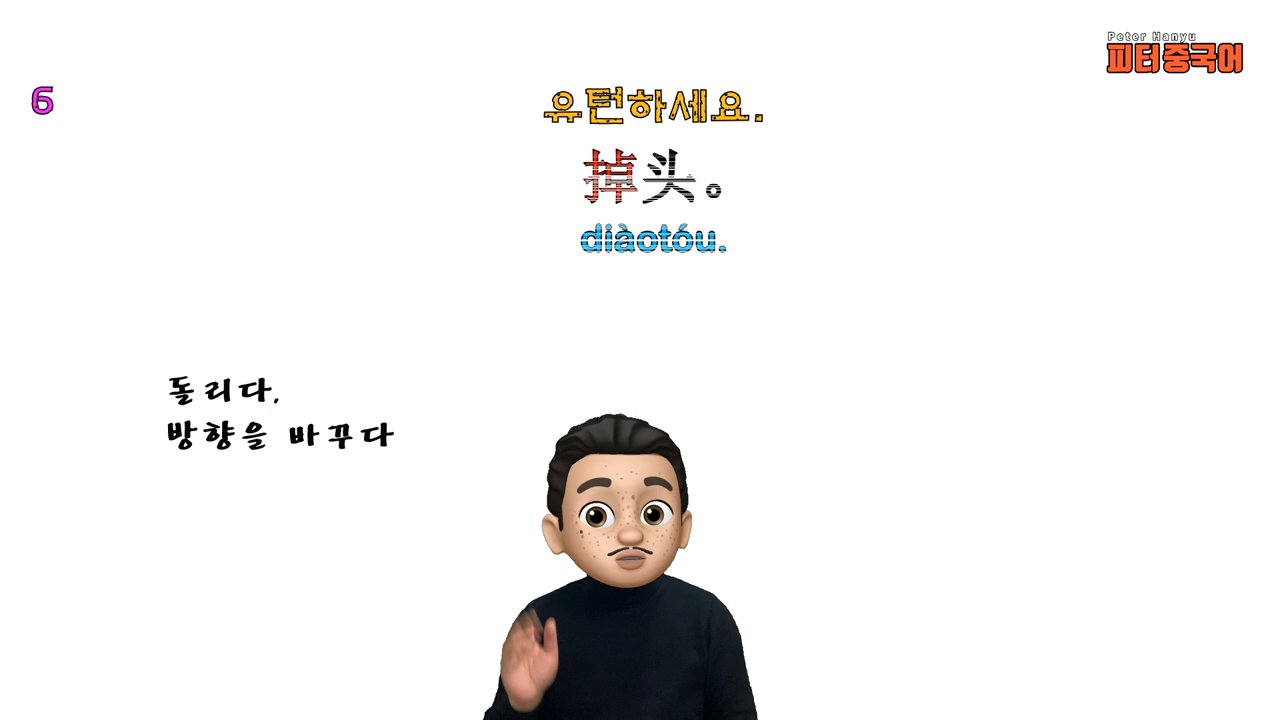 Peter Hanyu
피터중국어
6
유턴하세요.
掉头。
diàotóu.
돌리다,
방향을 바꾸다